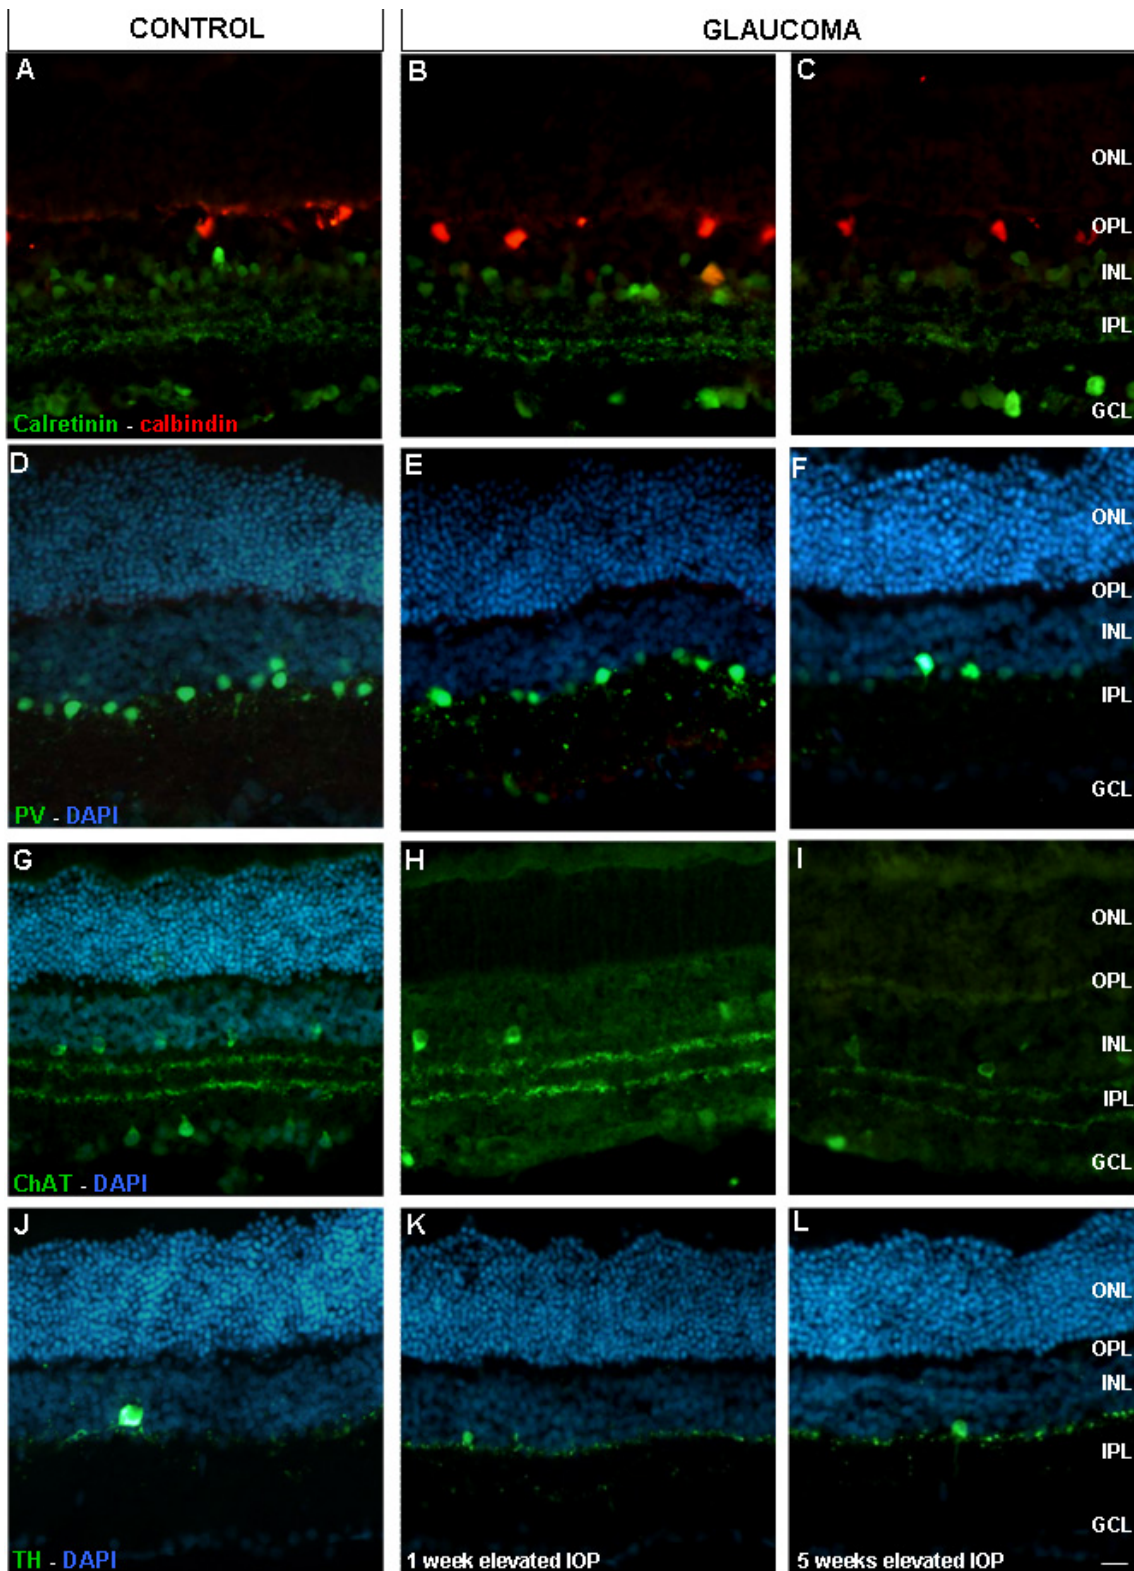 CONTROL
GLAUCOMA
A
B
C
ONL
OPL
INL
IPL
GCL
Calretinin - calbindin
D
E
F
ONL
OPL
INL
IPL
GCL
PV - DAPI
G
H
I
ONL
OPL
INL
IPL
GCL
ChAT - DAPI
J
K
L
ONL
OPL
INL
IPL
GCL
TH - DAPI
1 week elevated IOP
5 weeks elevated IOP